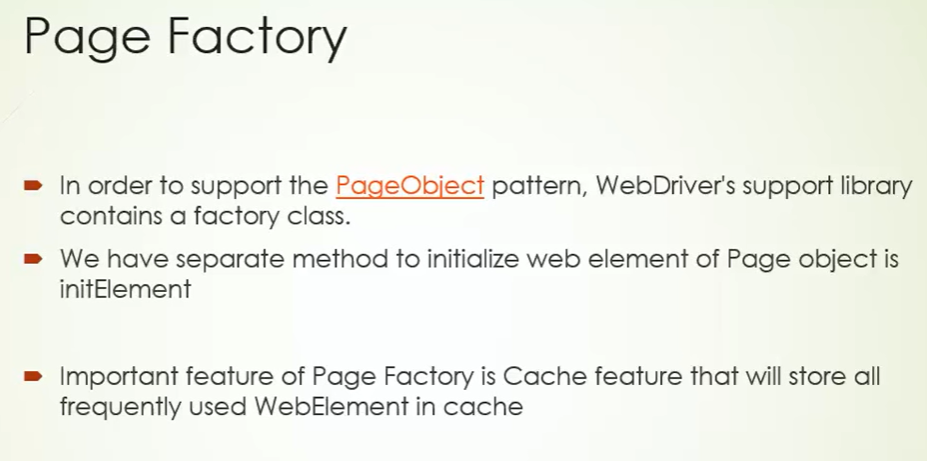 Page Factory
In order to support the PageObject pattern, WebDriver's support library
contains a factory class.
We have separate method to initialize web element of Page object is
initElement
Important feature of Page Factory is Cache feature that will store all
frequently used WebElement in cache